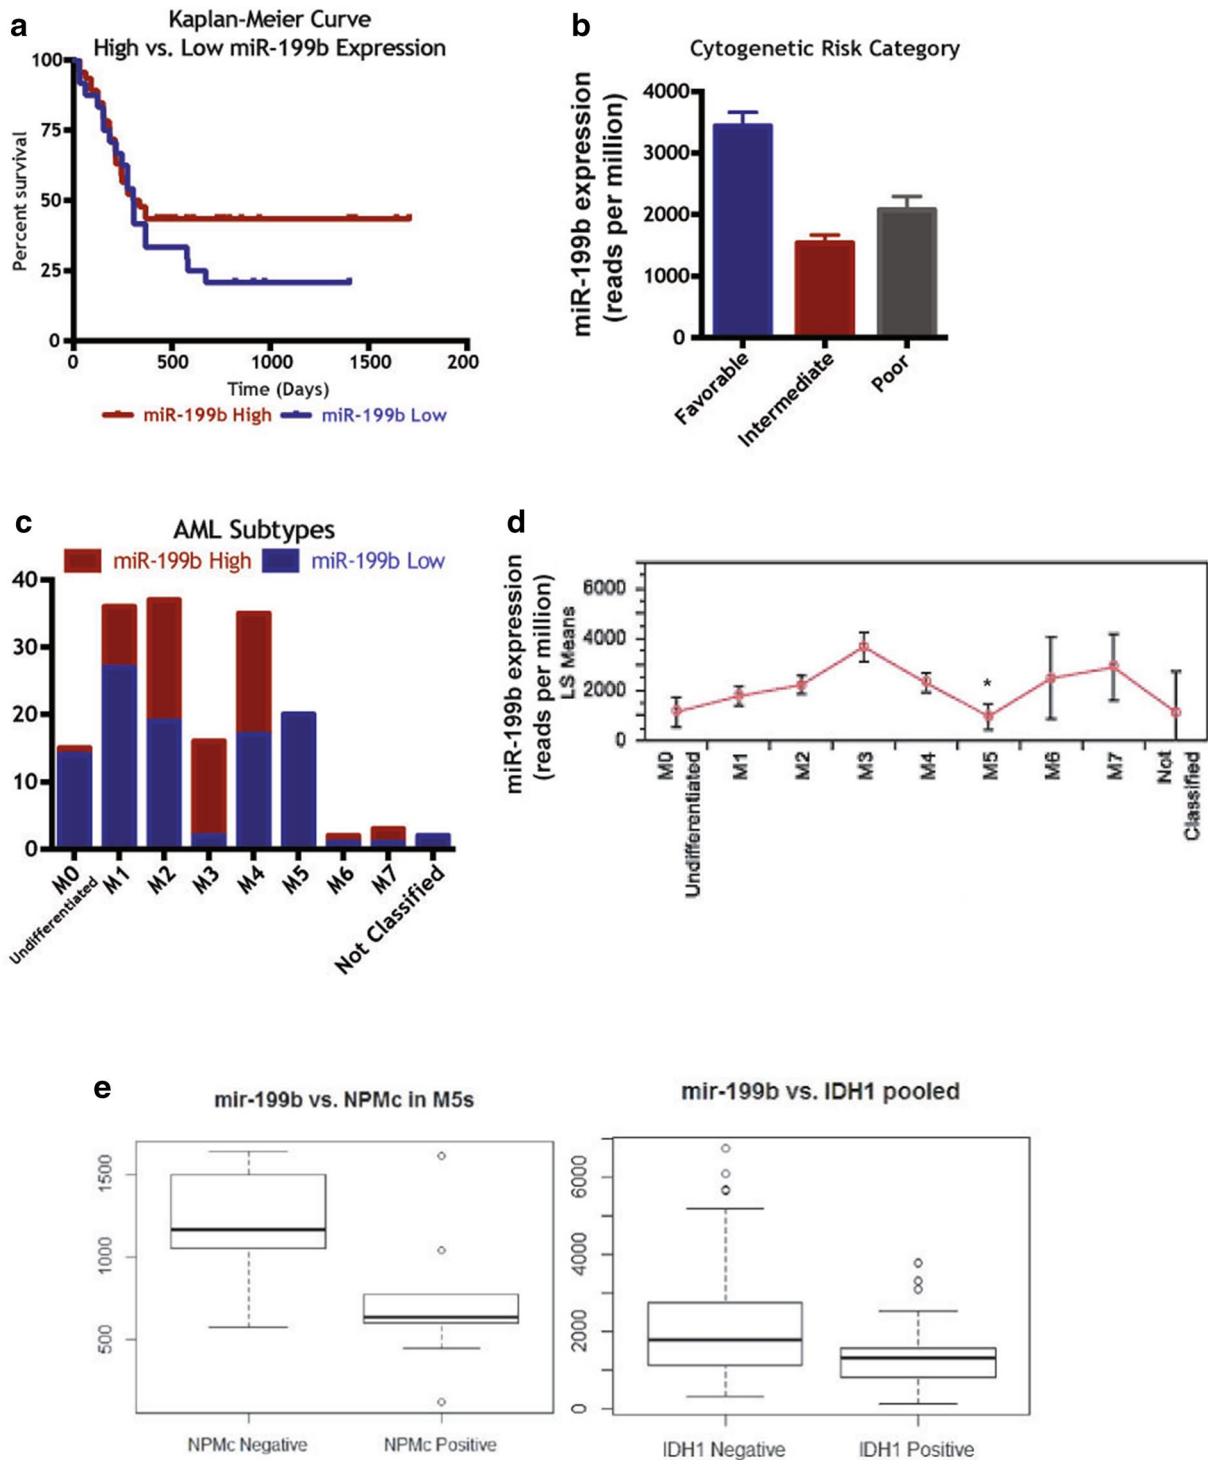 a
Kaplan-Meier Curve
High vs. Low miR-199b Expression
100
75
50
25
0
Percent survival
0 500 1000 1500 200
Time (Days)
miR-199b High miR-199b Low
b
Cytogenetic Risk Category
miR-199b expression
(reads per million)
4000
3000
2000
1000
0
Favorable
Intermediate
Poor
c
AML Subtypes
miR-199b High miR-199b Low
40
30
20
10
0
M0
Undifferentiated
M1
M2
M3
M4
M5
M6
M7
Not Classified
d
miR-199b expression
(reads per million)
LS Means
6000
4000
2000
0
*
M0
Undifferentiated
M1
M2
M3
M4
M5
M6
M7
Not
Classified
e
mir-199b vs. NPMc in M5s
1500
1000
500
NPMc Negative NPMc Positive
mir-199b vs. IDH1 pooled
6000
4000
2000
0
IDH1 Negative IDH1 Positive